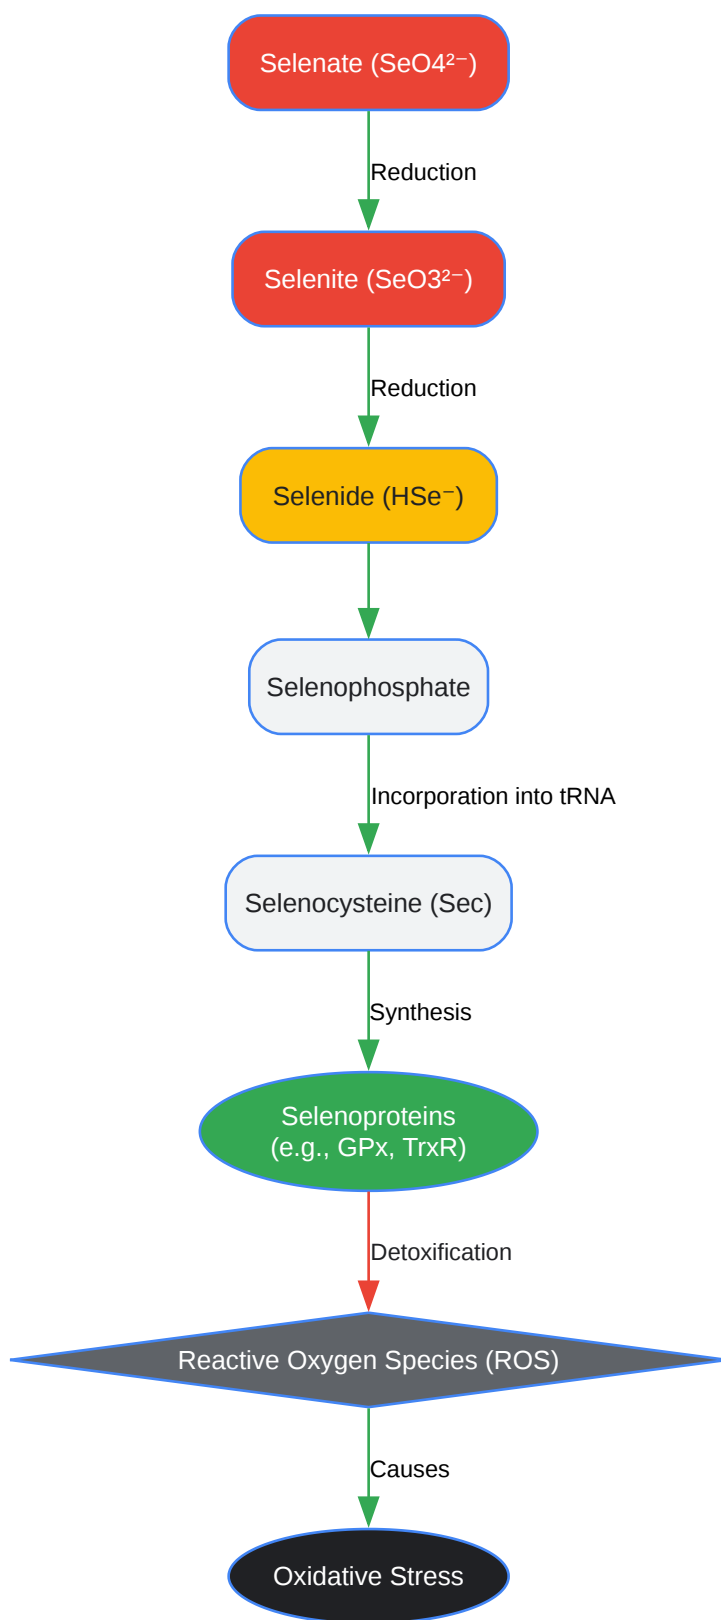 Selenate (SeO4²⁻)
Reduction
Selenite (SeO3²⁻)
Reduction
Selenide (HSe⁻)
Selenophosphate
Incorporation into tRNA
Selenocysteine (Sec)
Synthesis
Selenoproteins
(e.g., GPx, TrxR)
Detoxification
Reactive Oxygen Species (ROS)
Causes
Oxidative Stress